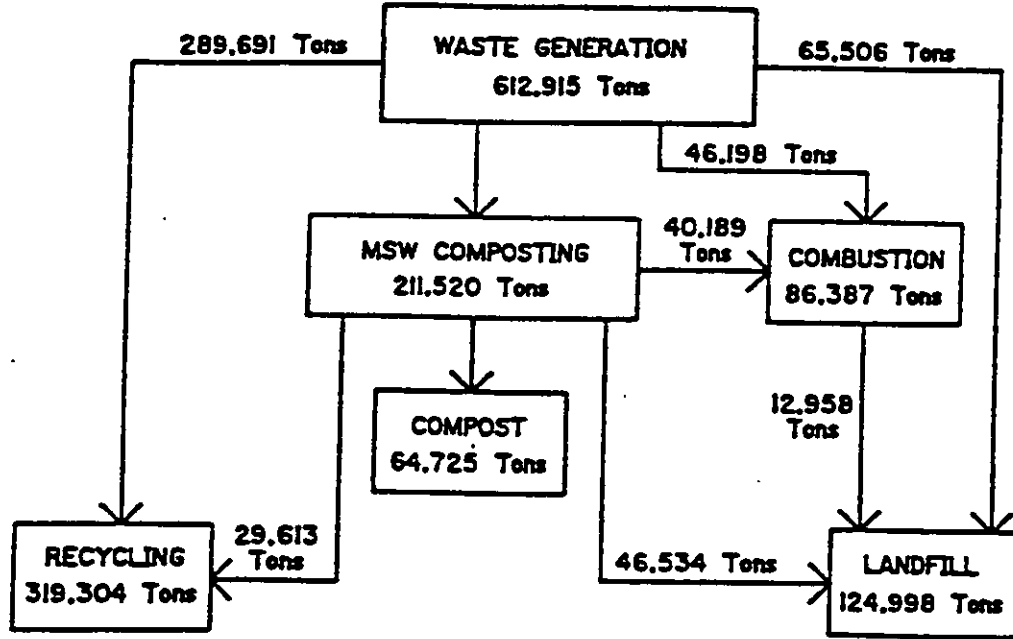 289.691 Tons
WASTE GENERATION
612.915 Tons
65.506 Tons
46.198 Tons
MSW COMPOSTING
211.520 Tons
40.189
Tons
COMBUSTION
86.387 Tons
COMPOST
64.725 Tons
12.958
Tons
RECYCLING
319.304 Tons
29.613
Tons
46.534 Tons
LANDFILL
124.998 Tons